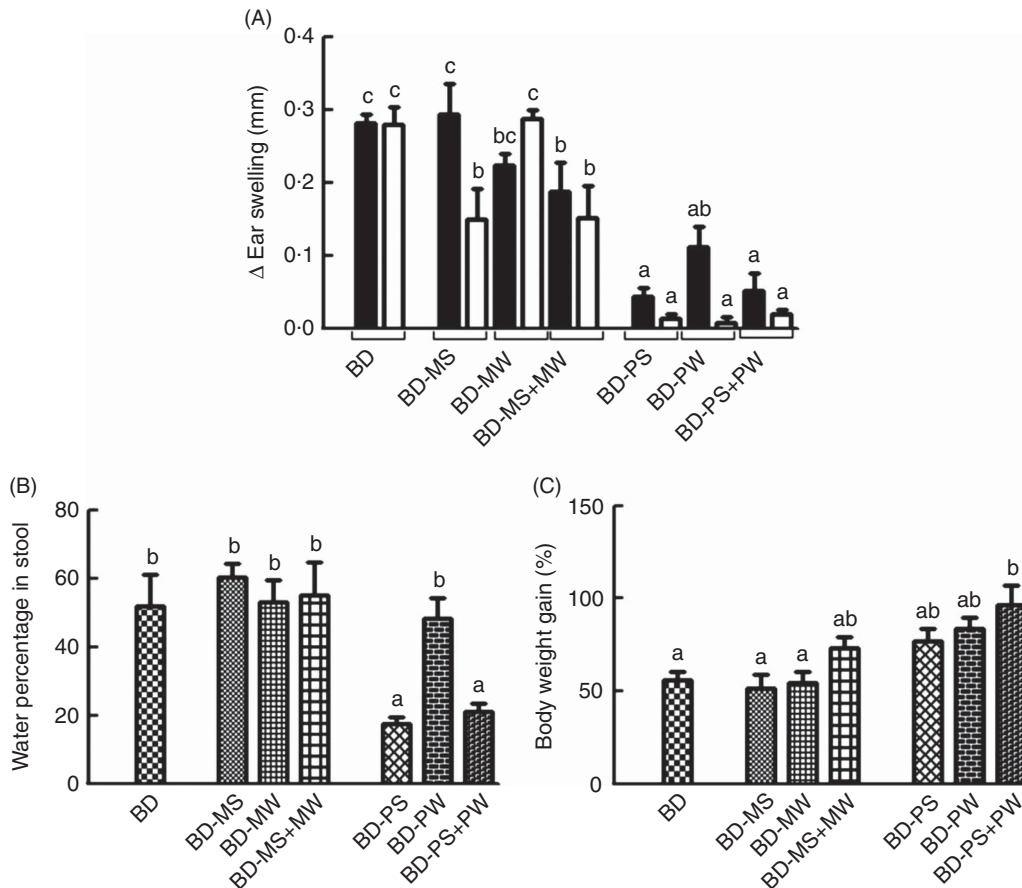 (A)
Δ Ear swelling (mm)
0·4
0·3
0·2
0·1
0·0
c
c
c
b
bc
c
b
b
a
a
ab
a
a
a
BD
BD-MS
BD-MW
BD-MS+MW
BD-PS
BD-PW
BD-PS+PW
(B)
Water percentage in stool
80
60
40
20
0
b
b
b
b
a
b
a
BD
BD-MS
BD-MW
BD-MS+MW
BD-PS
BD-PW
BD-PS+PW
(C)
Body weight gain (%)
150
100
50
0
a
a
a
ab
ab
ab
b
BD
BD-MS
BD-MW
BD-MS+MW
BD-PS
BD-PW
BD-PS+PW